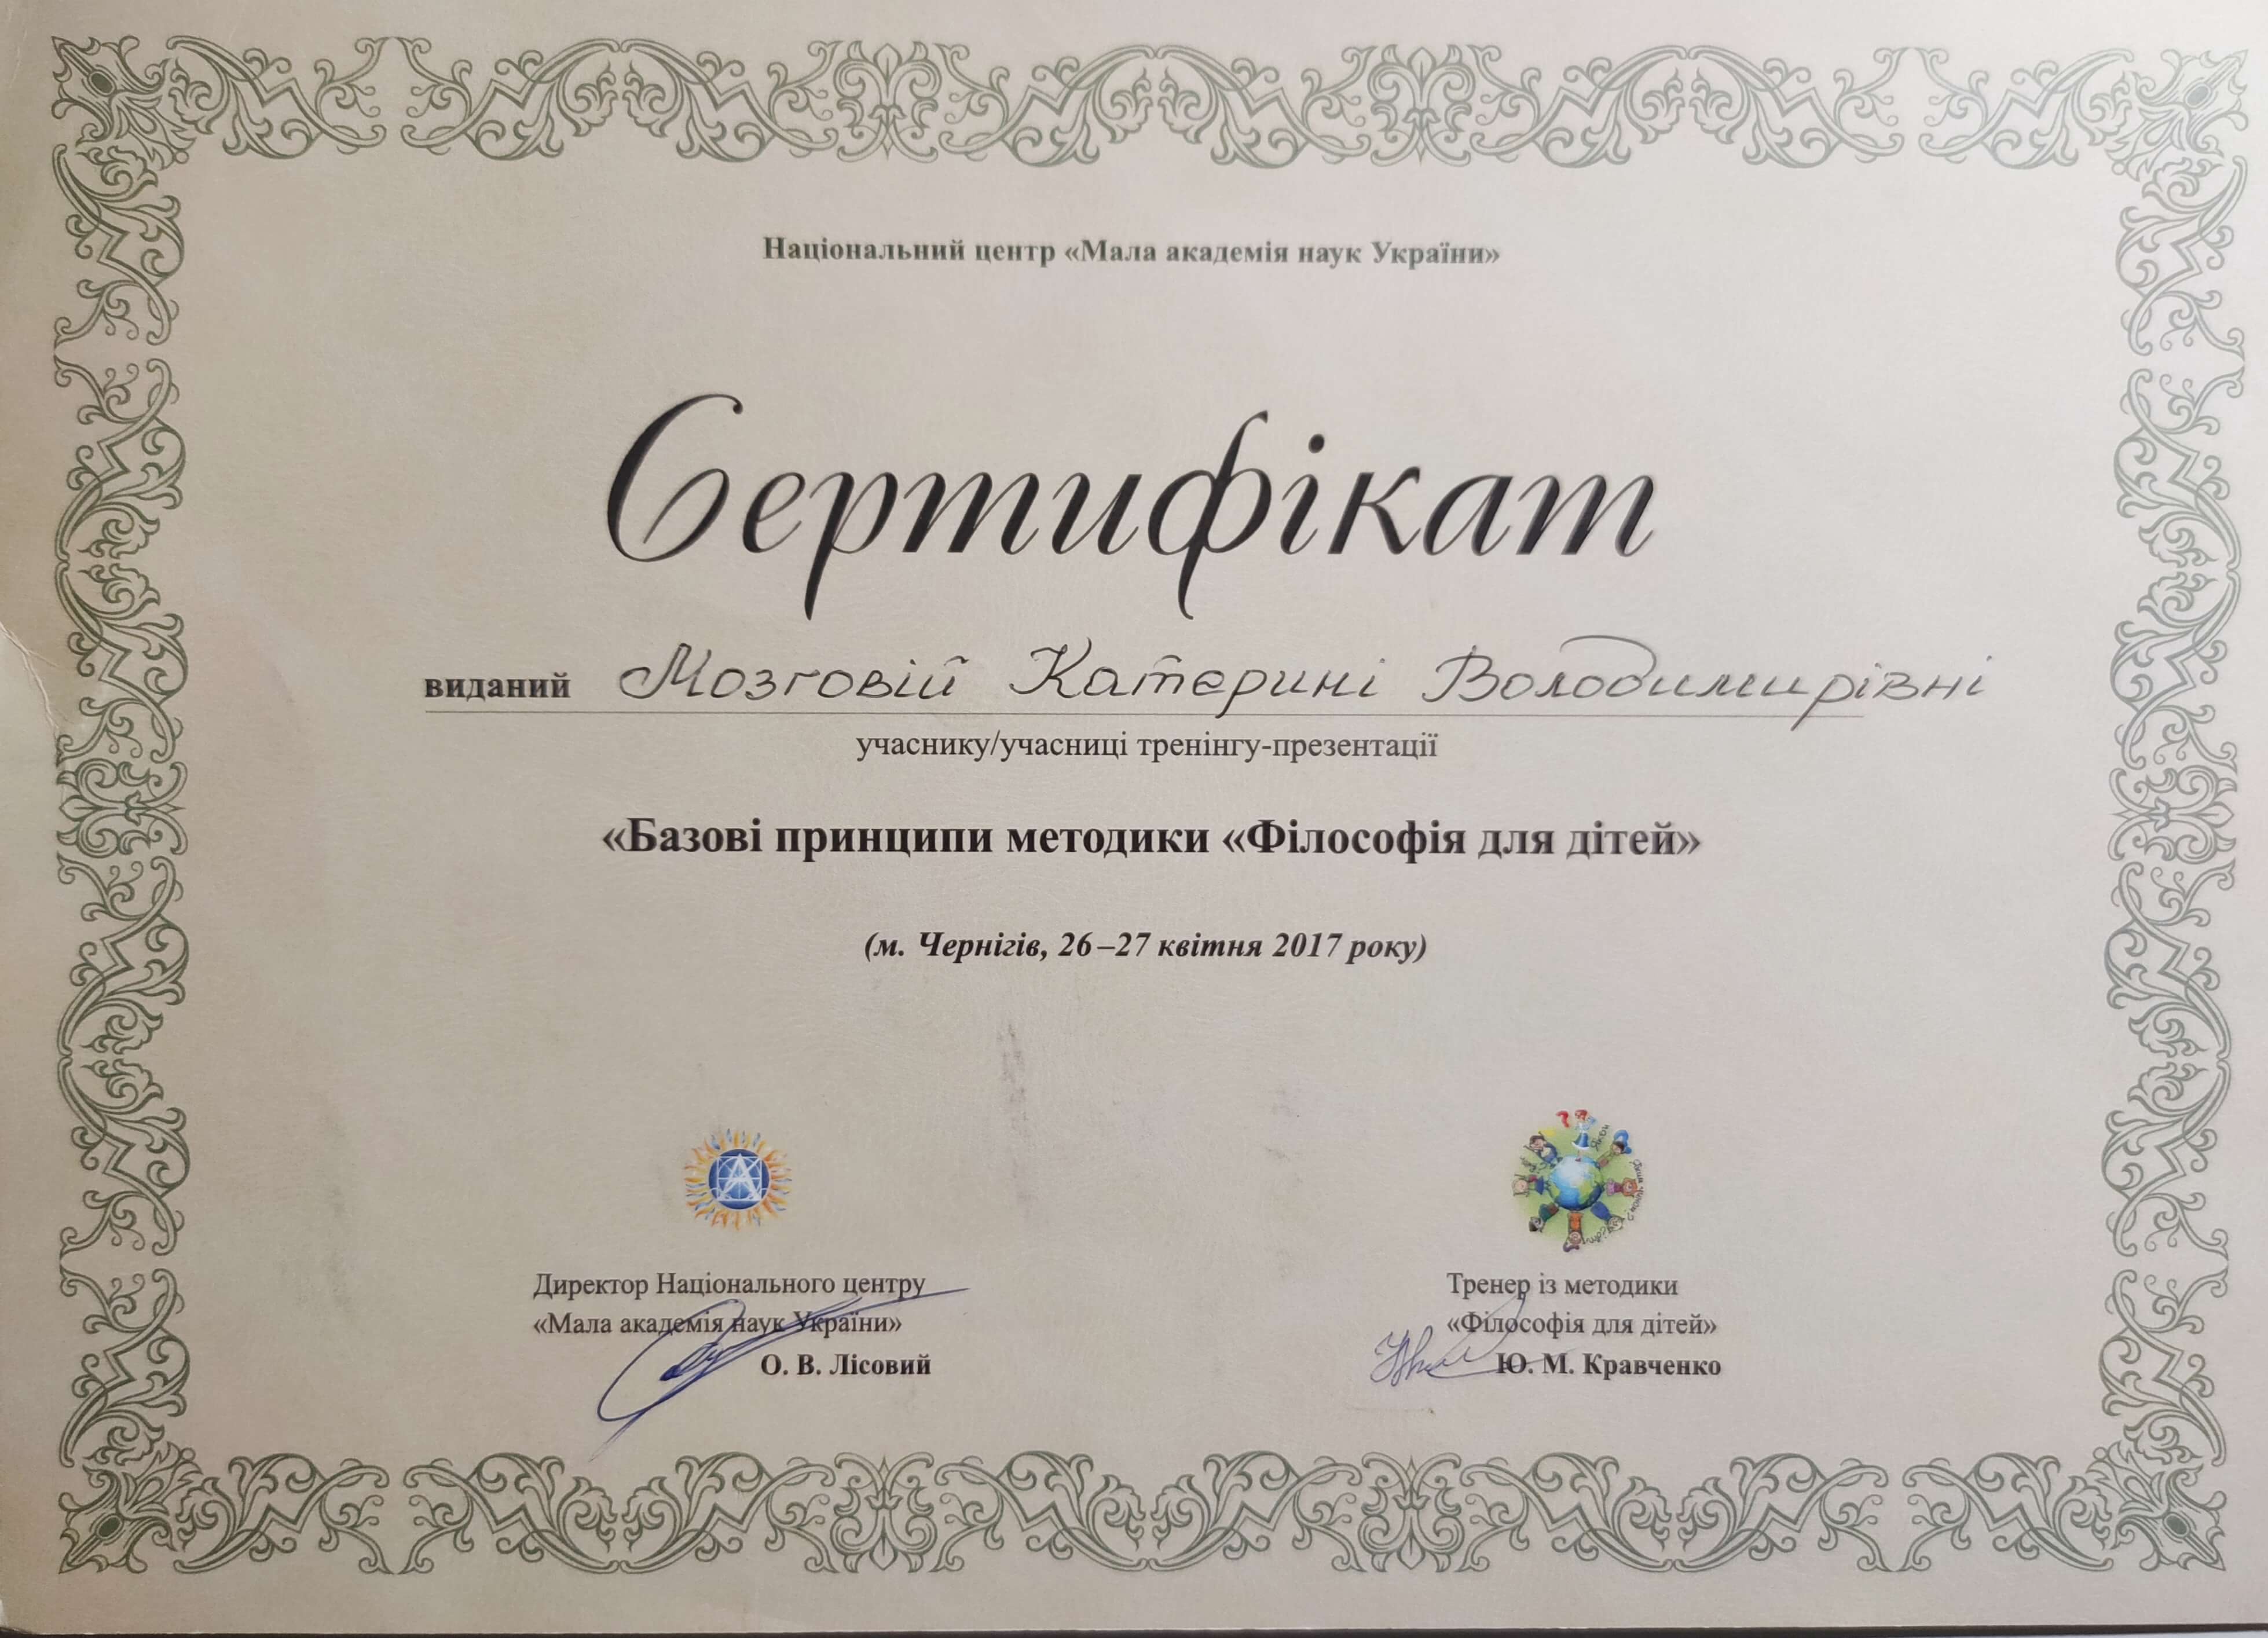 Національний центр «Мала академія наук України»
Сертифікат
виданий Мозговій Катерині Володимирівні
учаснику/учасниці тренінгу-презентації
«Базові принципи методики «Філософія для дітей»
(м. Чернігів, 26–27 квітня 2017 року)
Директор Національного центру
«Мала академія наук України»
О. В. Лісовий
Тренер із методики
«Філософія для дітей»
Ю. М. Кравченко